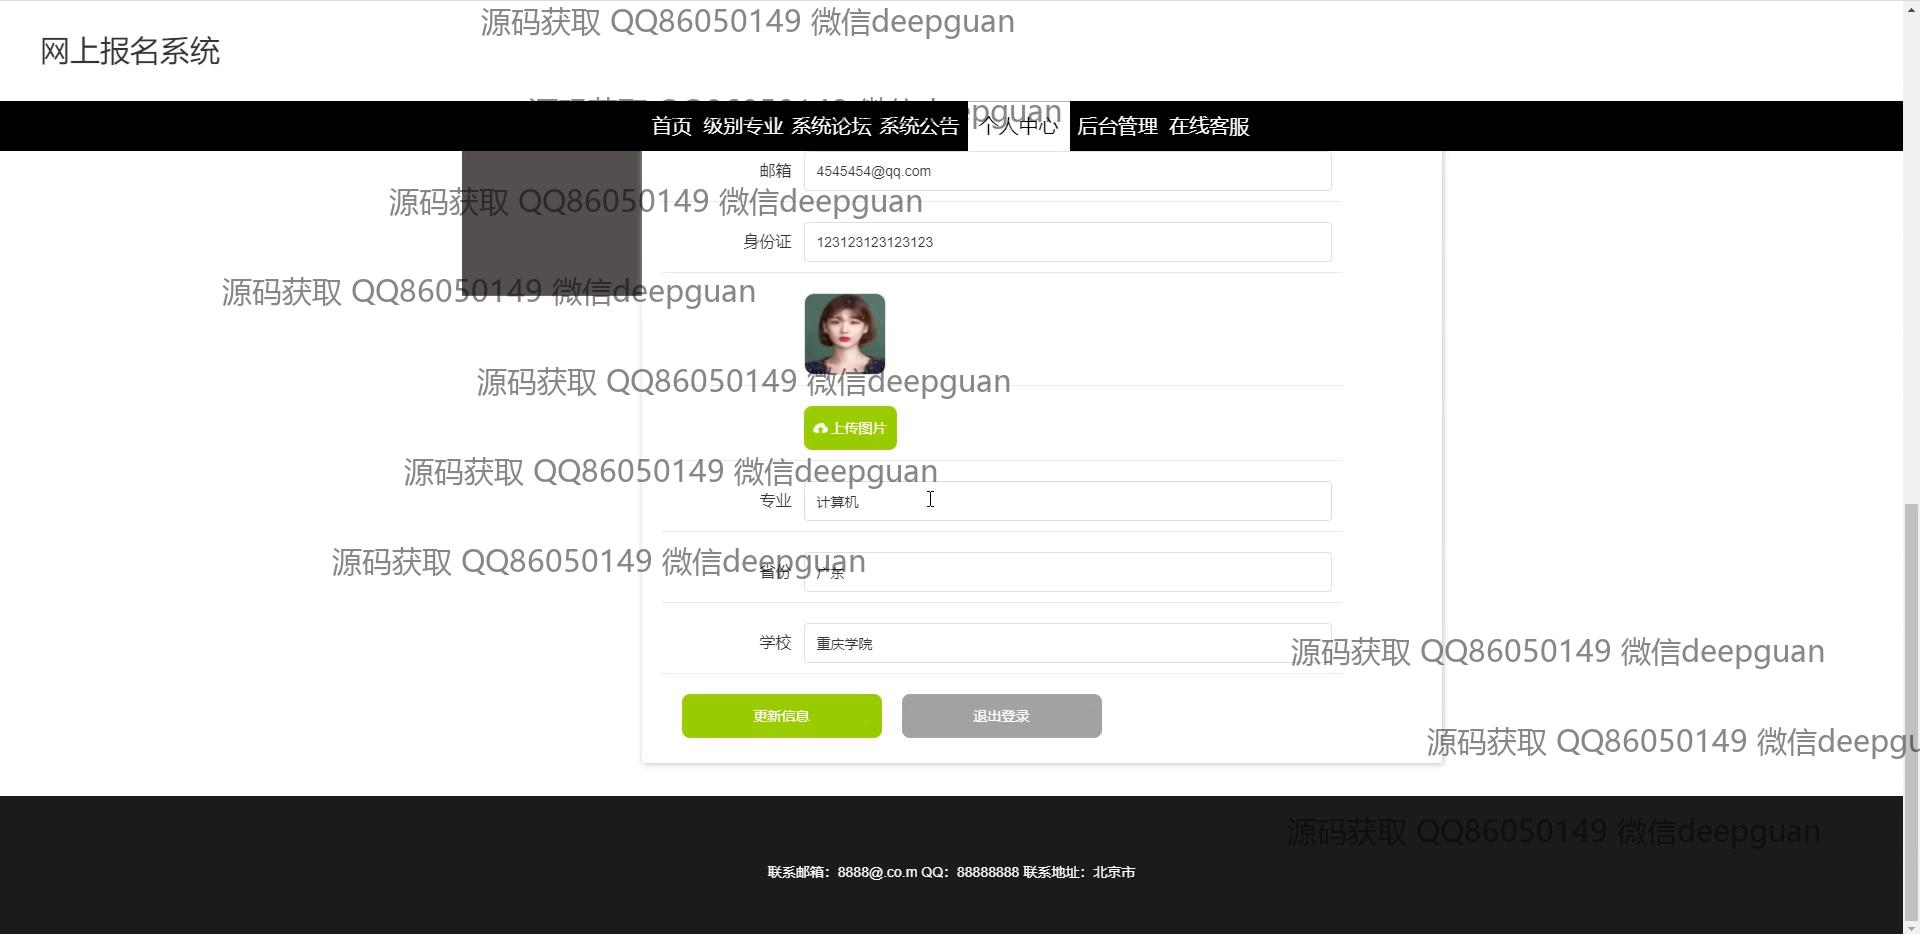 源码获取 QQ86050149 微信deepguan
网上报名系统
源码获取 QQ86050149 微信deepguan
首页 级别专业 系统论坛 系统公告 个人中心 后台管理 在线客服
邮箱 4545454@qq.com
源码获取 QQ86050149 微信deepguan
身份证 123123123123123
源码获取 QQ86050149 微信deepguan
源码获取 QQ86050149 微信deepguan
上传图片
源码获取 QQ86050149 微信deepguan
专业 计算机
源码获取 QQ86050149 微信deepguan
省份 广东
学校 重庆学院
源码获取 QQ86050149 微信deepguan
更新信息 退出登录
源码获取 QQ86050149 微信deepgu
源码获取 QQ86050149 微信deepguan
联系邮箱：8888@.co.m QQ：88888888 联系地址：北京市